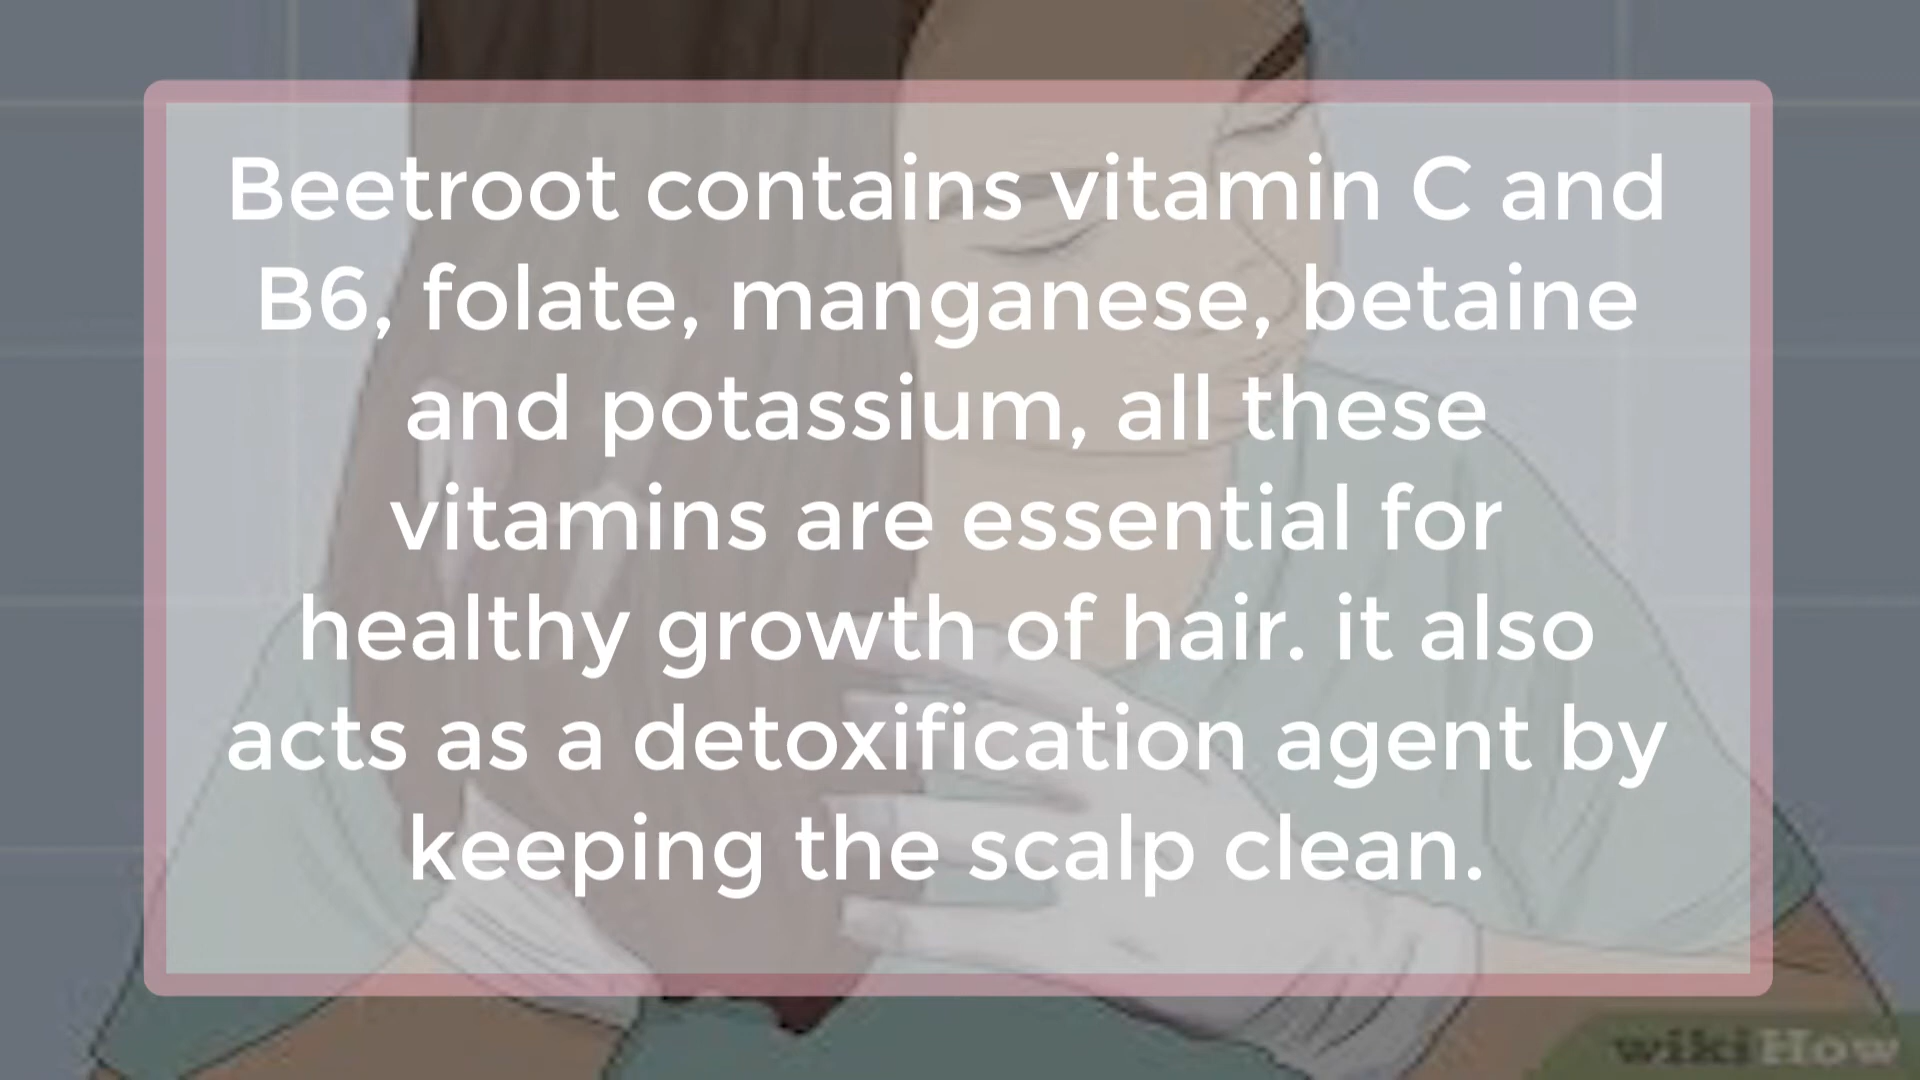 Beetroot contains vitamin C and
B6, folate, manganese, betaine
and potassium, all these
vitamins are essential for
healthy growth of hair. it also
acts as a detoxification agent by
keeping the scalp clean.
wikiHow